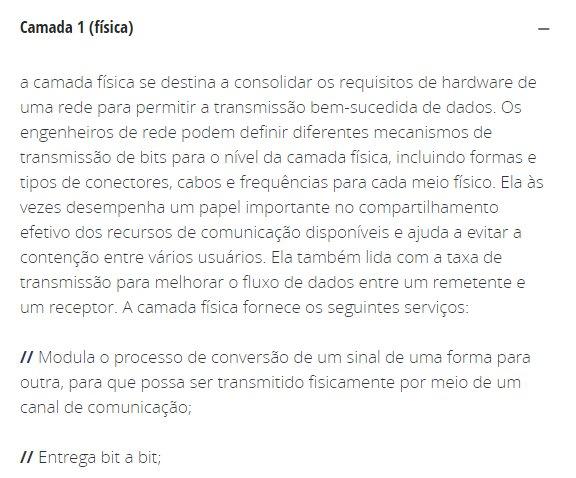 Camada 1 (física)
a camada física se destina a consolidar os requisitos de hardware de
uma rede para permitir a transmissão bem-sucedida de dados. Os
engenheiros de rede podem definir diferentes mecanismos de
transmissão de bits para o nível da camada física, incluindo formas e
tipos de conectores, cabos e frequências para cada meio físico. Ela às
vezes desempenha um papel importante no compartilhamento
efetivo dos recursos de comunicação disponíveis e ajuda a evitar a
contenção entre vários usuários. Ela também lida com a taxa de
transmissão para melhorar o fluxo de dados entre um remetente e
um receptor. A camada física fornece os seguintes serviços:
// Modula o processo de conversão de um sinal de uma forma para
outra, para que possa ser transmitido fisicamente por meio de um
canal de comunicação;
// Entrega bit a bit;